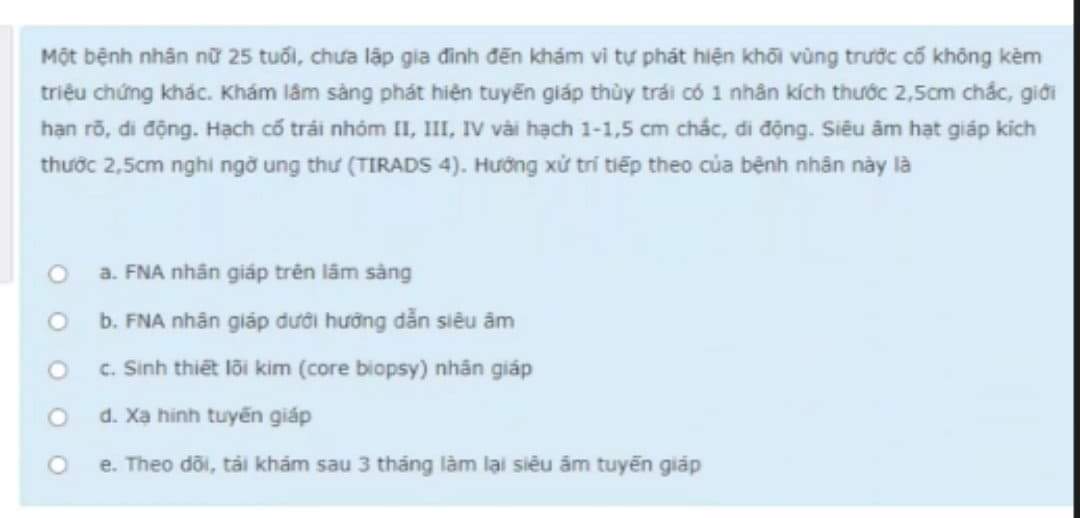 Một bệnh nhân nữ 25 tuổi, chưa lập gia đình đến khám vì tự phát hiện khối vùng trước cổ không kèm
triệu chứng khác. Khám lâm sàng phát hiện tuyến giáp thùy trái có 1 nhân kích thước 2,5cm chắc, giới
hạn rõ, di động. Hạch cổ trái nhóm II, III, IV vài hạch 1-1,5 cm chắc, di động. Siêu âm hạt giáp kích
thước 2,5cm nghi ngờ ung thư (TIRADS 4). Hướng xử trí tiếp theo của bệnh nhân này là
a. FNA nhân giáp trên lâm sàng
b. FNA nhân giáp dưới hướng dẫn siêu âm
c. Sinh thiết lõi kim (core biopsy) nhân giáp
d. Xạ hình tuyến giáp
e. Theo dõi, tái khám sau 3 tháng làm lại siêu âm tuyến giáp